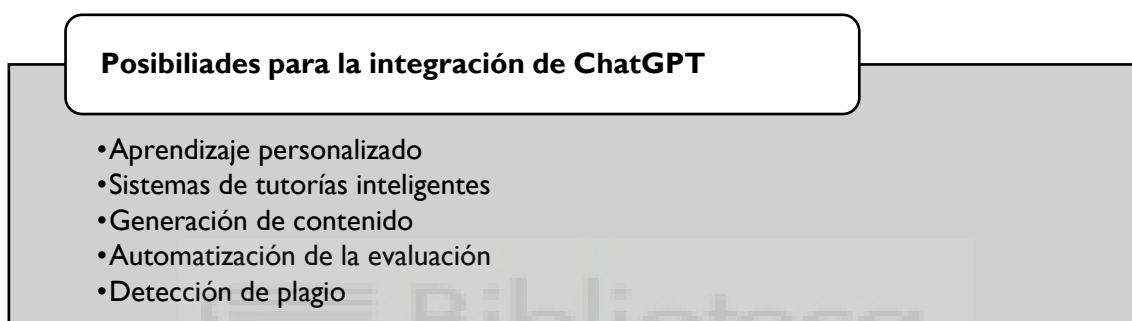 Posibiliades para la integración de ChatGPT
•Aprendizaje personalizado
•Sistemas de tutorías inteligentes
•Generación de contenido
•Automatización de la evaluación
•Detección de plagio
Biblioteca